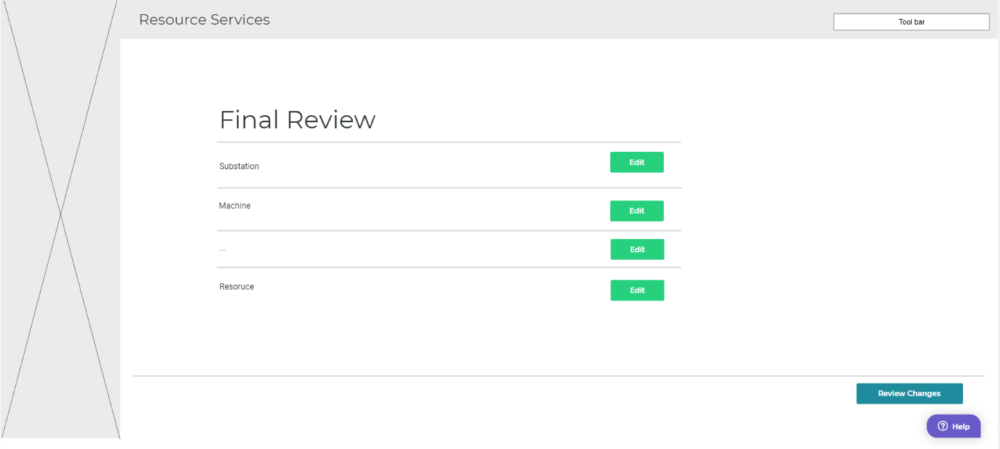 Resource Services
Tool bar
Final Review
Substation
Edit
Machine
Edit
...
Edit
Resoruce
Edit
Review Changes
Help